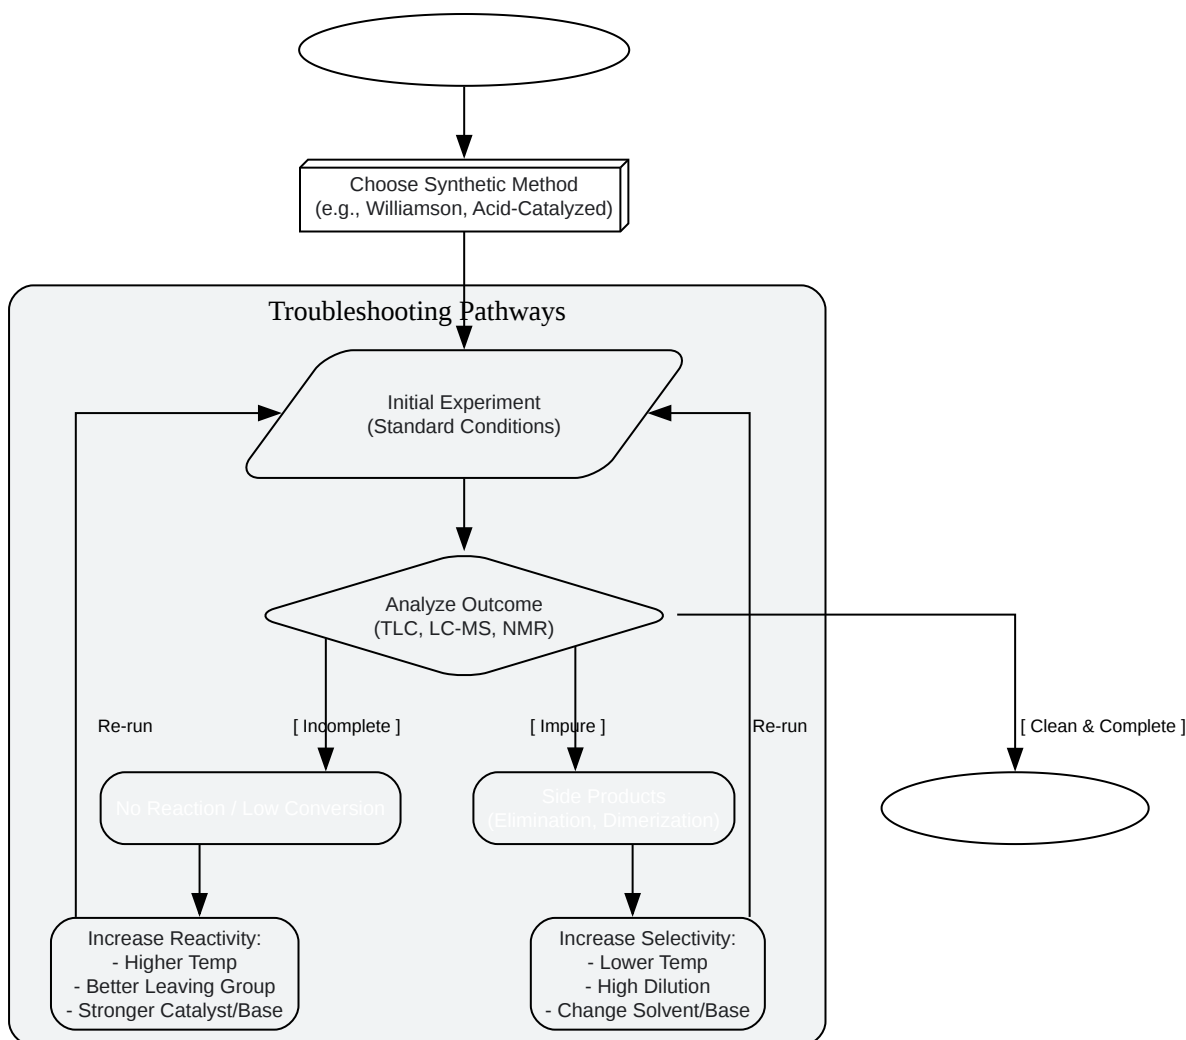 Choose Synthetic Method
(e.g., Williamson, Acid-Catalyzed)
Troubleshooting Pathways
Initial Experiment
(Standard Conditions)
Analyze Outcome
(TLC, LC-MS, NMR)
Re-run
[ Incomplete ]
[ Impure ]
Re-run
[ Clean & Complete ]
No Reaction / Low Conversion
Side Products
(Elimination, Dimerization)
Increase Reactivity:
- Higher Temp
- Better Leaving Group
- Stronger Catalyst/Base
Increase Selectivity:
- Lower Temp
- High Dilution
- Change Solvent/Base